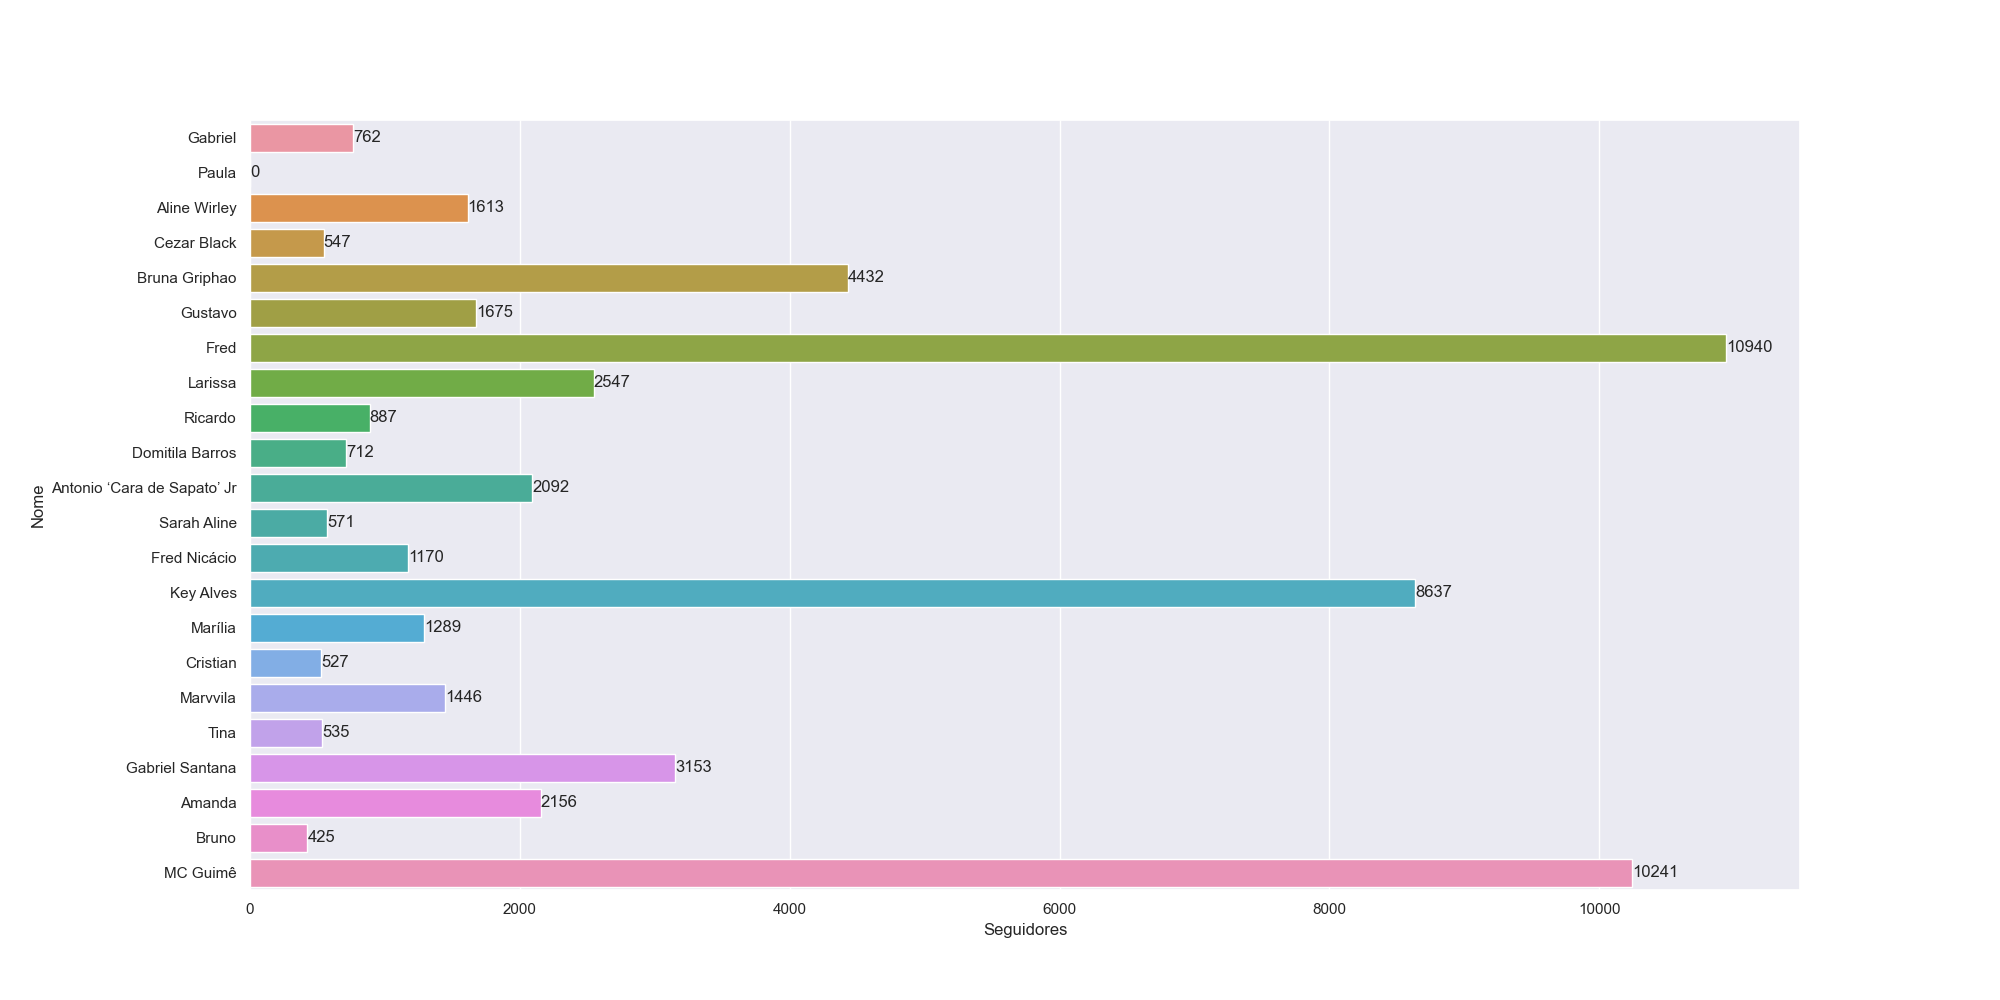 Gabriel 762
Paula 0
Aline Wirley 1613
Cezar Black 547
Bruna Griphao 4432
Gustavo 1675
Fred 10940
Larissa 2547
Ricardo 887
Domitila Barros 712
Antonio ‘Cara de Sapato’ Jr 2092
Sarah Aline 571
Fred Nicácio 1170
Key Alves 8637
Marília 1289
Cristian 527
Marvvila 1446
Tina 535
Gabriel Santana 3153
Amanda 2156
Bruno 425
MC Guimê 10241
Nome
0 2000 4000 6000 8000 10000
Seguidores